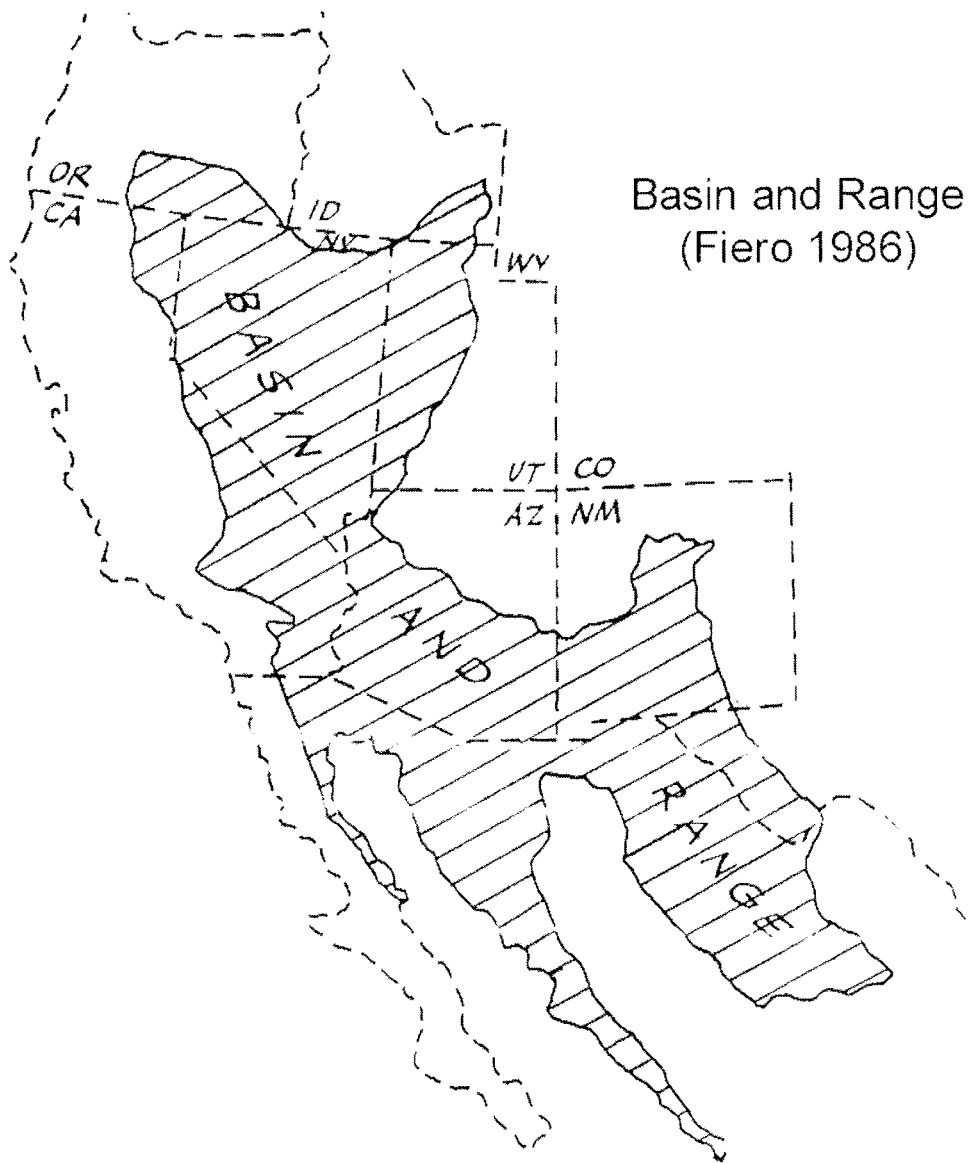 Basin and Range
(Fiero 1986)
OR
CA
ID
NV
WY
BASIN
UT CO
AZ NM
AND
RANGE